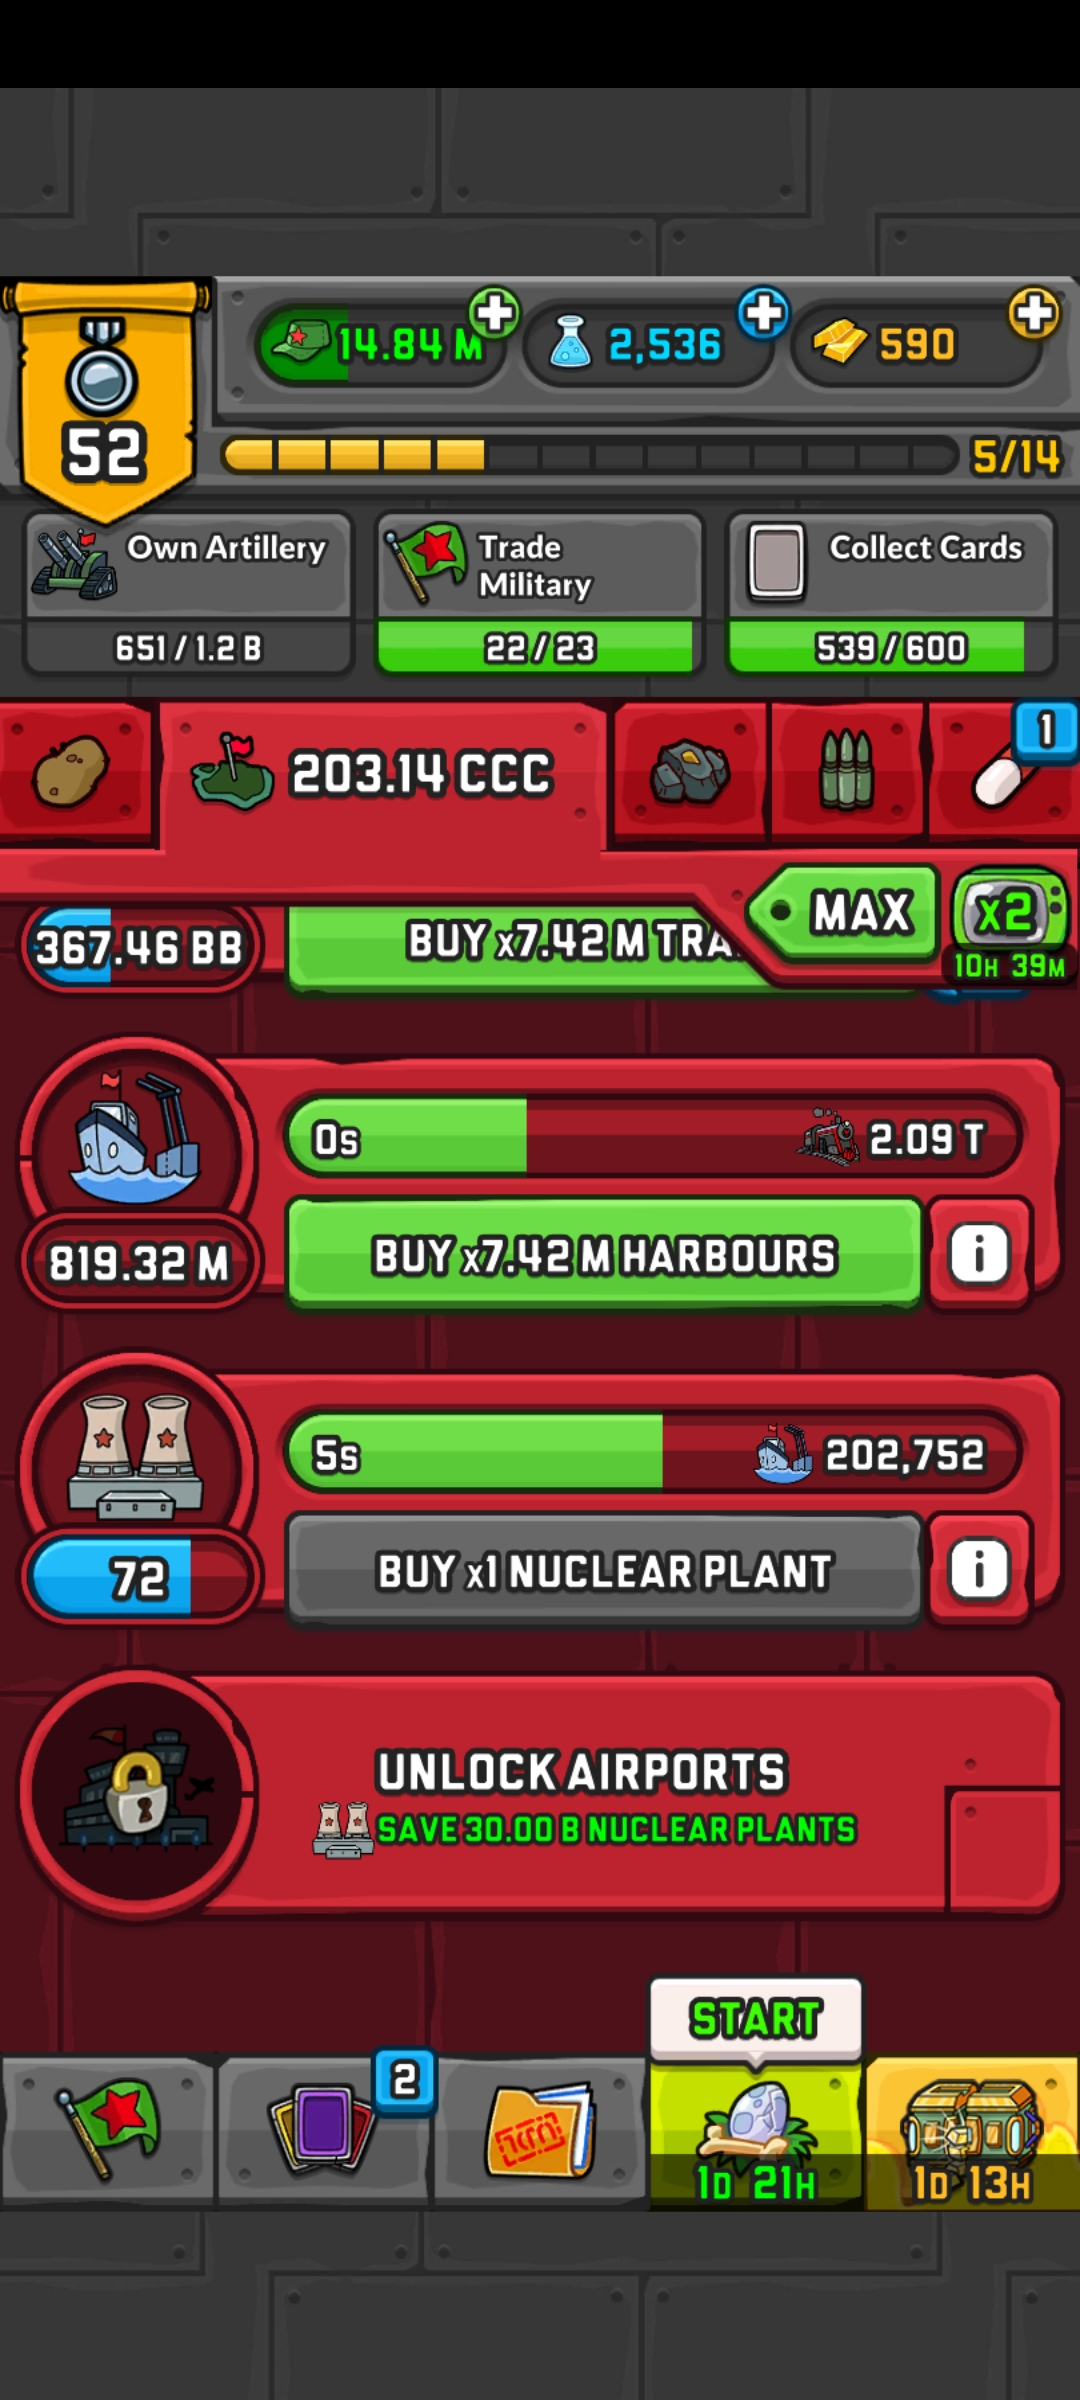 14.84 M
2,536
590
52
5/14
Own Artillery
651 / 1.2 B
Trade
Military
22 / 23
Collect Cards
539 / 600
203.14 CCC
1
MAX
x2
10H 39M
367.46 BB
BUY x7.42 M TRA
0s
2.09 T
819.32 M
BUY x7.42 M HARBOURS
i
5s
202,752
72
BUY x1 NUCLEAR PLANT
i
UNLOCK AIRPORTS
SAVE 30.00 B NUCLEAR PLANTS
START
2
1D 21H
1D 13H